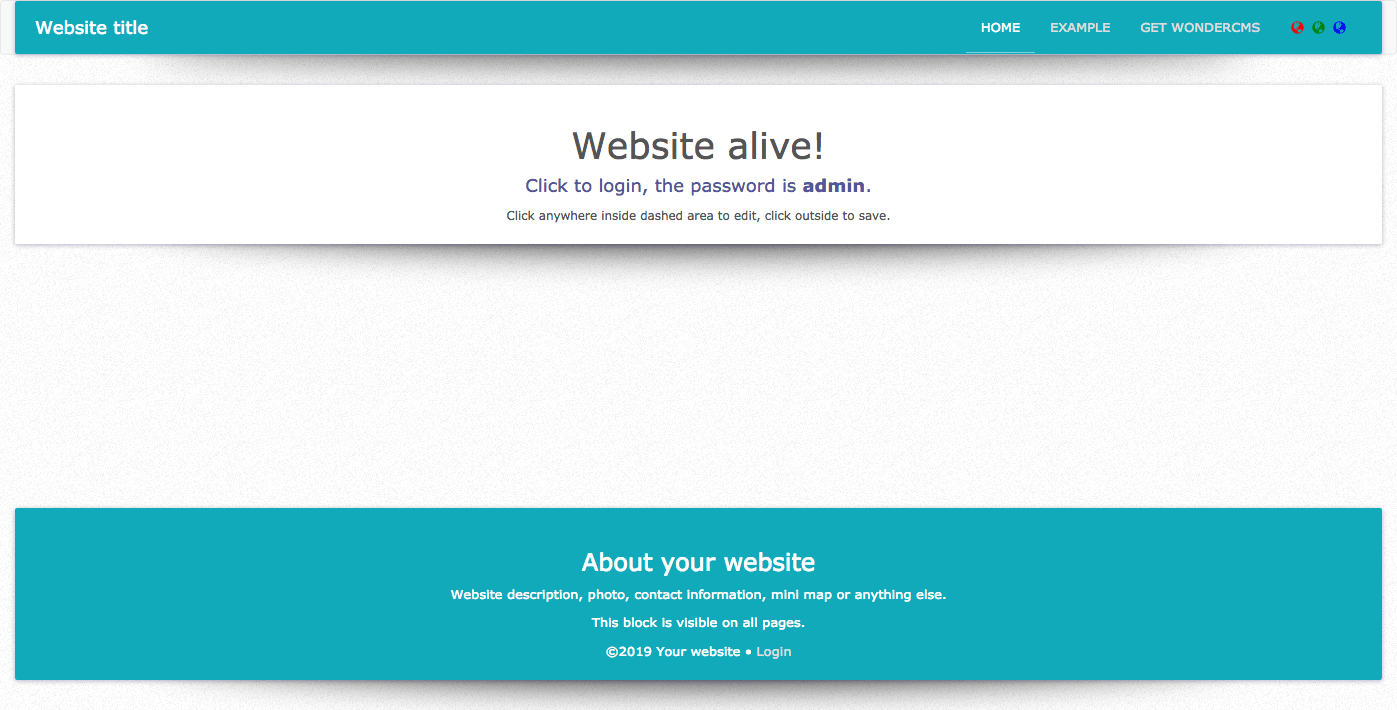 Website title
HOME EXAMPLE GET WONDERCMS
Website alive!
Click to login, the password is admin.
Click anywhere inside dashed area to edit, click outside to save.
About your website
Website description, photo, contact information, mini map or anything else.
This block is visible on all pages.
©2019 Your website • Login